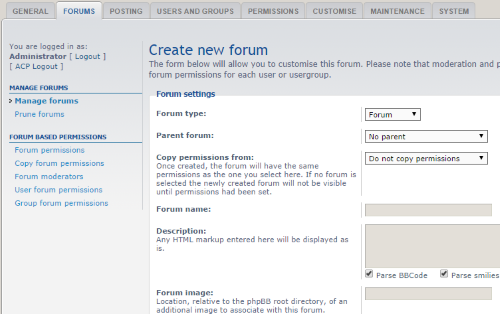 GENERAL FORUMS POSTING USERS AND GROUPS PERMISSIONS CUSTOMISE MAINTENANCE SYSTEM
You are logged in as:
Administrator [ Logout ]
[ ACP Logout ]
MANAGE FORUMS
Manage forums
Prune forums
FORUM BASED PERMISSIONS
Forum permissions
Copy forum permissions
Forum moderators
User forum permissions
Group forum permissions
Create new forum
The form below will allow you to customise this forum. Please note that moderation and
forum permissions for each user or usergroup.
Forum settings
Forum type: Forum
Parent forum: No parent
Copy permissions from: Do not copy permissions
Once created, the forum will have the same
permissions as the one you select here. If no forum is
selected the newly created forum will not be visible
until permissions had been set.
Forum name:
Description:
Any HTML markup entered here will be displayed as
is.
Parse BBCode Parse smilies
Forum image:
Location, relative to the phpBB root directory, of an
additional image to associate with this forum.